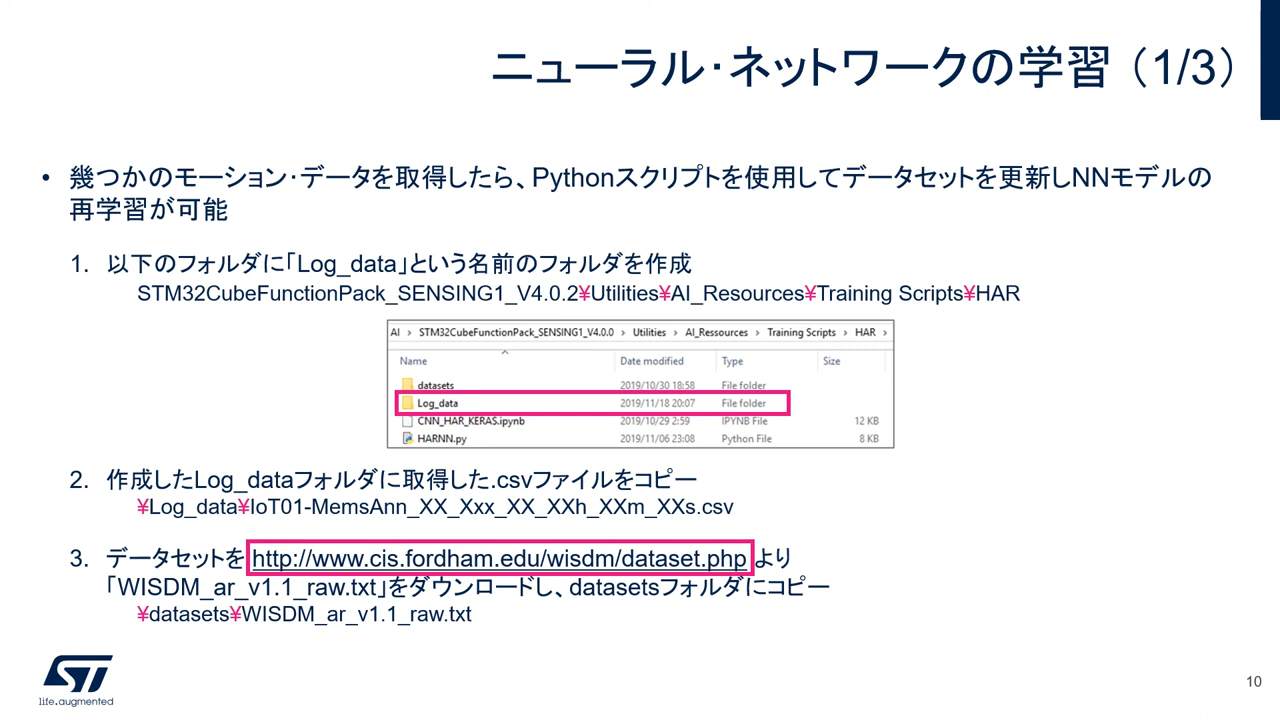 ニューラル・ネットワークの学習 (1/3)
• 幾つかのモーション・データを取得したら、Pythonスクリプトを使用してデータセットを更新しNNモデルの
再学習が可能
1. 以下のフォルダに「Log_data」という名前のフォルダを作成
STM32CubeFunctionPack_SENSING1_V4.0.2¥Utilities¥AI_Resources¥Training Scripts¥HAR
AI › STM32CubeFunctionPack_SENSING1_V4.0.0 › Utilities › AI_Ressources › Training Scripts › HAR ›
Name Date modified Type Size
datasets 2019/10/30 18:58 File folder
Log_data 2019/11/18 20:07 File folder
CNN_HAR_KERAS.ipynb 2019/10/29 2:59 IPYNB File 12 KB
HARNN.py 2019/11/06 23:08 Python File 8 KB
2. 作成したLog_dataフォルダに取得した.csvファイルをコピー
¥Log_data¥IoT01-MemsAnn_XX_Xxx_XX_XXh_XXm_XXs.csv
3. データセットを http://www.cis.fordham.edu/wisdm/dataset.php より
「WISDM_ar_v1.1_raw.txt」をダウンロードし、datasetsフォルダにコピー
¥datasets¥WISDM_ar_v1.1_raw.txt
ST
life.augmented
10